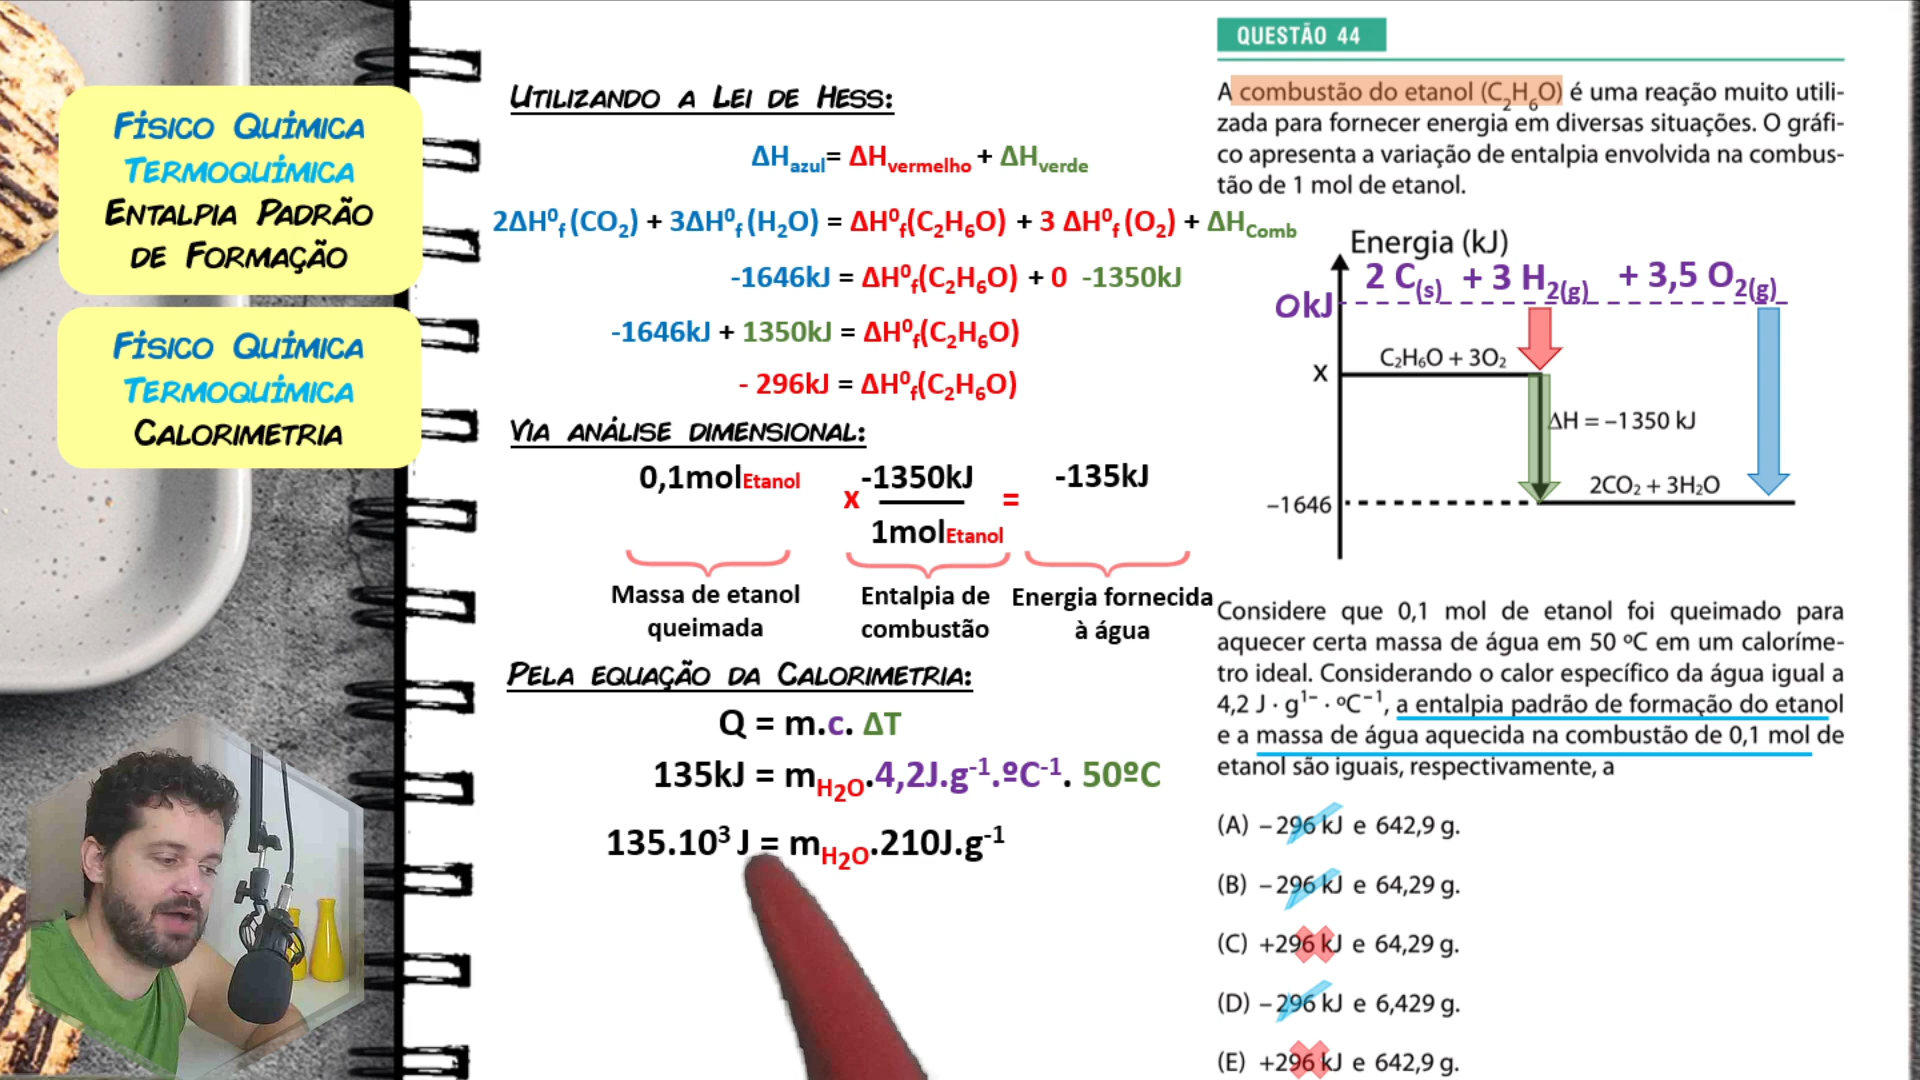 FÍSICO QUÍMICA
TERMOQUÍMICA
ENTALPIA PADRÃO
DE FORMAÇÃO
FÍSICO QUÍMICA
TERMOQUÍMICA
CALORIMETRIA
UTILIZANDO A LEI DE HESS:
ΔHazul= ΔHvermelho + ΔHverde
2ΔH⁰f (CO₂) + 3ΔH⁰f (H₂O) = ΔH⁰f(C₂H₆O) + 3 ΔH⁰f (O₂) + ΔHComb
-1646kJ = ΔH⁰f(C₂H₆O) + 0 -1350kJ
-1646kJ + 1350kJ = ΔH⁰f(C₂H₆O)
- 296kJ = ΔH⁰f(C₂H₆O)
VIA ANÁLISE DIMENSIONAL:
0,1molEtanol x -1350kJ = -135kJ
1molEtanol
Massa de etanol
queimada
Entalpia de
combustão
Energia fornecida
à água
PELA EQUAÇÃO DA CALORIMETRIA:
Q = m.c. ΔT
135kJ = mH2O.4,2J.g⁻¹.ºC⁻¹. 50ºC
135.10³ J = mH2O.210J.g⁻¹
QUESTÃO 44
A combustão do etanol (C₂H₆O) é uma reação muito utili-
zada para fornecer energia em diversas situações. O gráfi-
co apresenta a variação de entalpia envolvida na combus-
tão de 1 mol de etanol.
Energia (kJ)
2 C(s) + 3 H2(g) + 3,5 O2(g)
0kJ
C₂H₆O + 3O₂
X
ΔH = –1350 kJ
2CO₂ + 3H₂O
–1646
Considere que 0,1 mol de etanol foi queimado para
aquecer certa massa de água em 50 ºC em um caloríme-
tro ideal. Considerando o calor específico da água igual a
4,2 J · g¹⁻ · ºC⁻¹, a entalpia padrão de formação do etanol
e a massa de água aquecida na combustão de 0,1 mol de
etanol são iguais, respectivamente, a
(A) – 296 kJ e 642,9 g.
(B) – 296 kJ e 64,29 g.
(C) +296 kJ e 64,29 g.
(D) – 296 kJ e 6,429 g.
(E) +296 kJ e 642,9 g.